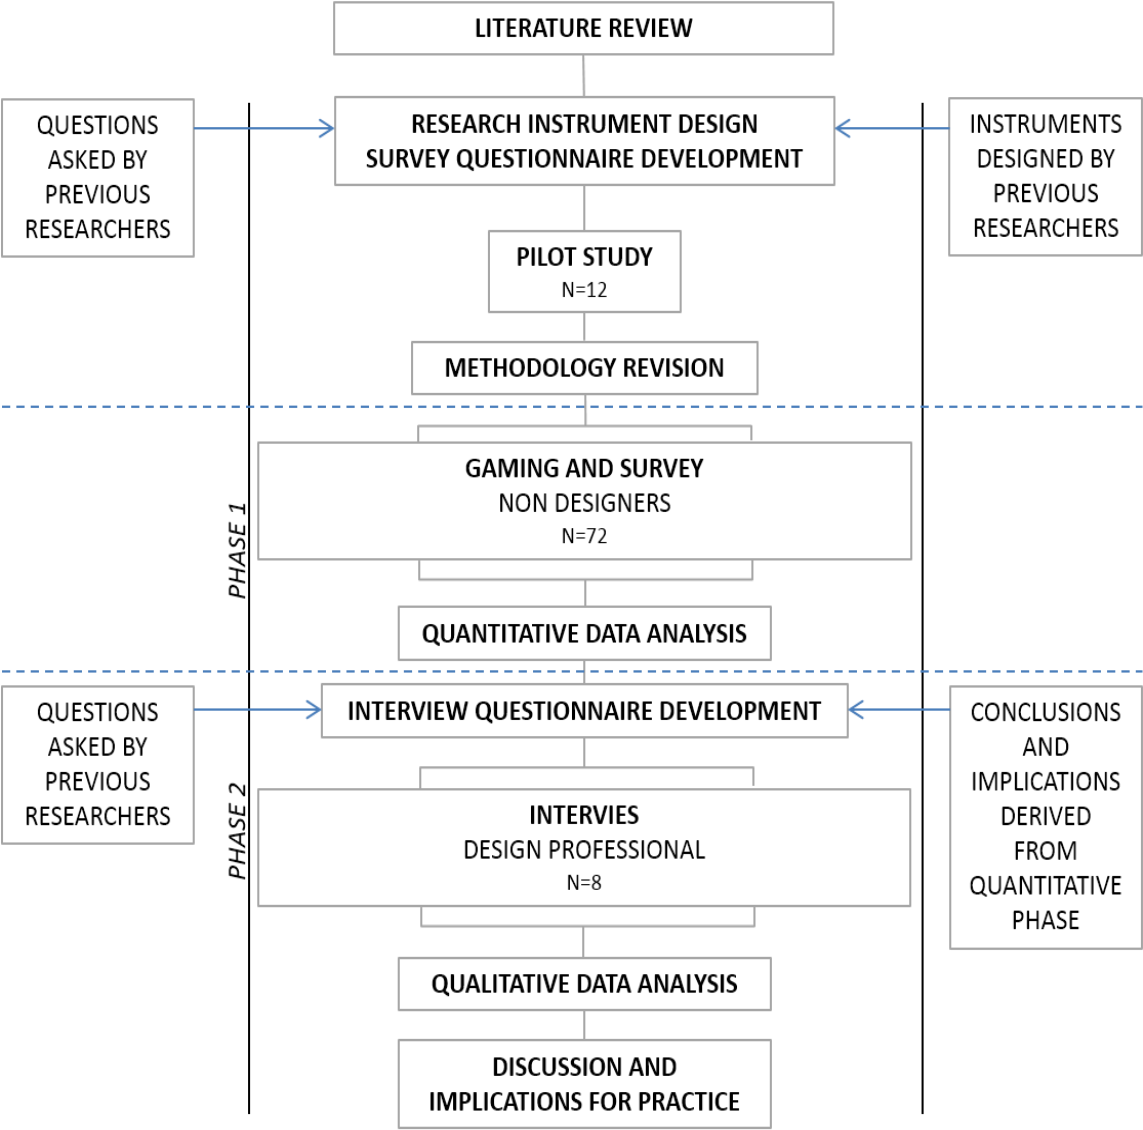 LITERATURE REVIEW
QUESTIONS
ASKED BY
PREVIOUS
RESEARCHERS
RESEARCH INSTRUMENT DESIGN
SURVEY QUESTIONNAIRE DEVELOPMENT
INSTRUMENTS
DESIGNED BY
PREVIOUS
RESEARCHERS
PILOT STUDY
N=12
METHODOLOGY REVISION
PHASE 1
GAMING AND SURVEY
NON DESIGNERS
N=72
QUANTITATIVE DATA ANALYSIS
QUESTIONS
ASKED BY
PREVIOUS
RESEARCHERS
INTERVIEW QUESTIONNAIRE DEVELOPMENT
CONCLUSIONS
AND
IMPLICATIONS
DERIVED
FROM
QUANTITATIVE
PHASE
PHASE 2
INTERVIES
DESIGN PROFESSIONAL
N=8
QUALITATIVE DATA ANALYSIS
DISCUSSION AND
IMPLICATIONS FOR PRACTICE